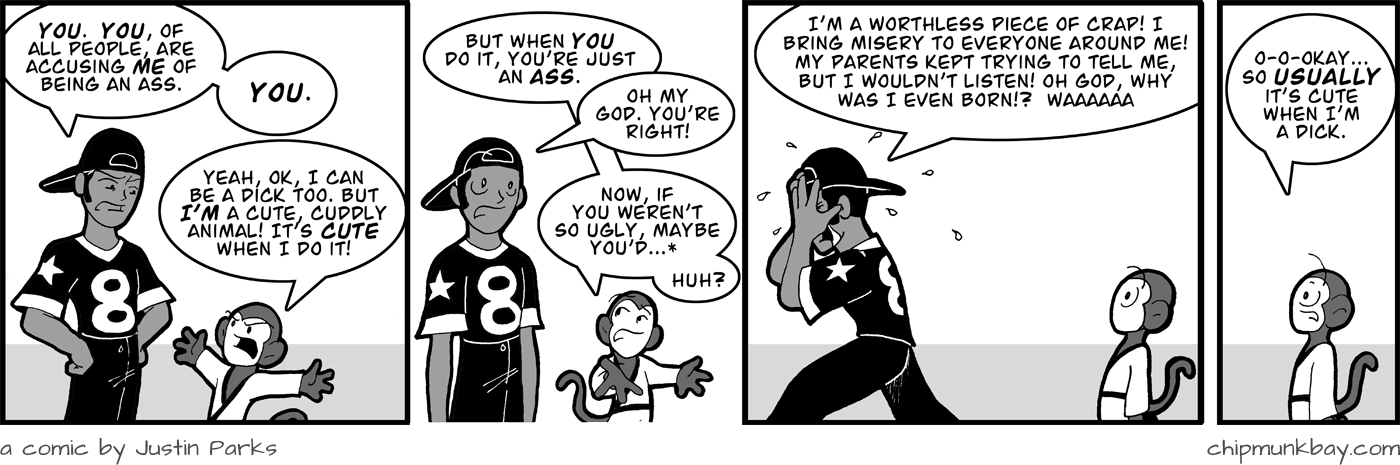 YOU. YOU, OF
ALL PEOPLE, ARE
ACCUSING ME OF
BEING AN ASS.
YOU.
YEAH, OK, I CAN
BE A DICK TOO. BUT
I'M A CUTE, CUDDLY
ANIMAL! IT'S CUTE
WHEN I DO IT!
8
BUT WHEN YOU
DO IT, YOU'RE JUST
AN ASS.
OH MY
GOD. YOU'RE
RIGHT!
NOW, IF
YOU WEREN'T
SO UGLY, MAYBE
YOU'D...*
HUH?
8
I'M A WORTHLESS PIECE OF CRAP! I
BRING MISERY TO EVERYONE AROUND ME!
MY PARENTS KEPT TRYING TO TELL ME,
BUT I WOULDN'T LISTEN! OH GOD, WHY
WAS I EVEN BORN!? WAAAAAA
8
O-O-OKAY...
SO USUALLY
IT'S CUTE
WHEN I'M
A DICK.
a comic by Justin Parks
chipmunkbay.com